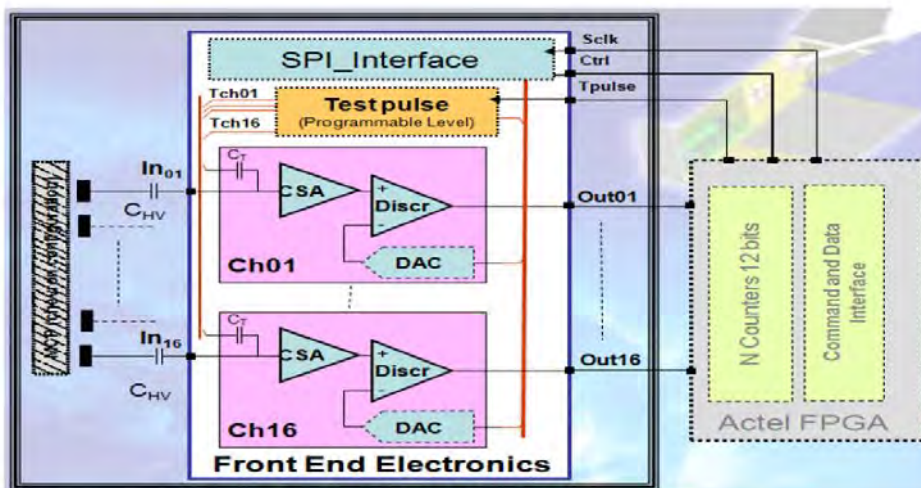 SPI_Interface
Sclk
Ctrl
Tpulse
Testpulse
(Programmable Level)
Tch01
Tch16
In01
CHV
CT
CSA
+
-
Discr
DAC
Ch01
Out01
In16
CHV
CT
CSA
+
-
Discr
DAC
Ch16
Out16
Front End Electronics
N Counters 12 bits
Command and Data
Interface
Actel FPGA